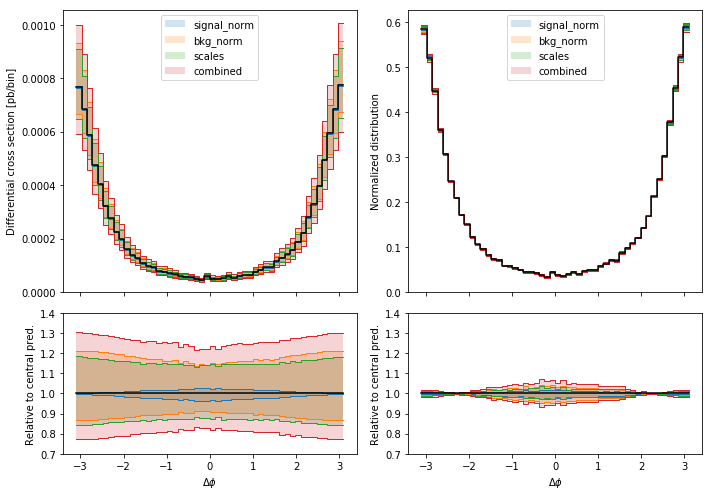 Differential cross section [pb/bin]
0.0010
0.0008
0.0006
0.0004
0.0002
0.0000
signal_norm
bkg_norm
scales
combined
Normalized distribution
0.6
0.5
0.4
0.3
0.2
0.1
0.0
signal_norm
bkg_norm
scales
combined
Relative to central pred.
1.4
1.3
1.2
1.1
1.0
0.9
0.8
0.7
−3 −2 −1 0 1 2 3
Δϕ
Relative to central pred.
1.4
1.3
1.2
1.1
1.0
0.9
0.8
0.7
−3 −2 −1 0 1 2 3
Δϕ